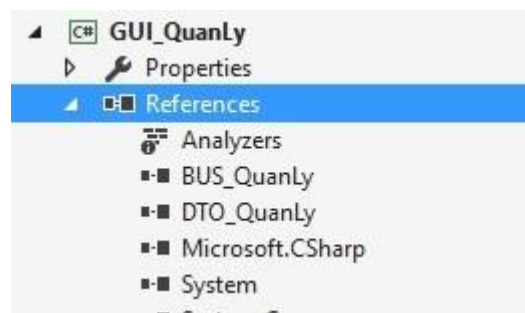 C# GUI_QuanLy
Properties
References
Analyzers
BUS_QuanLy
DTO_QuanLy
Microsoft.CSharp
System